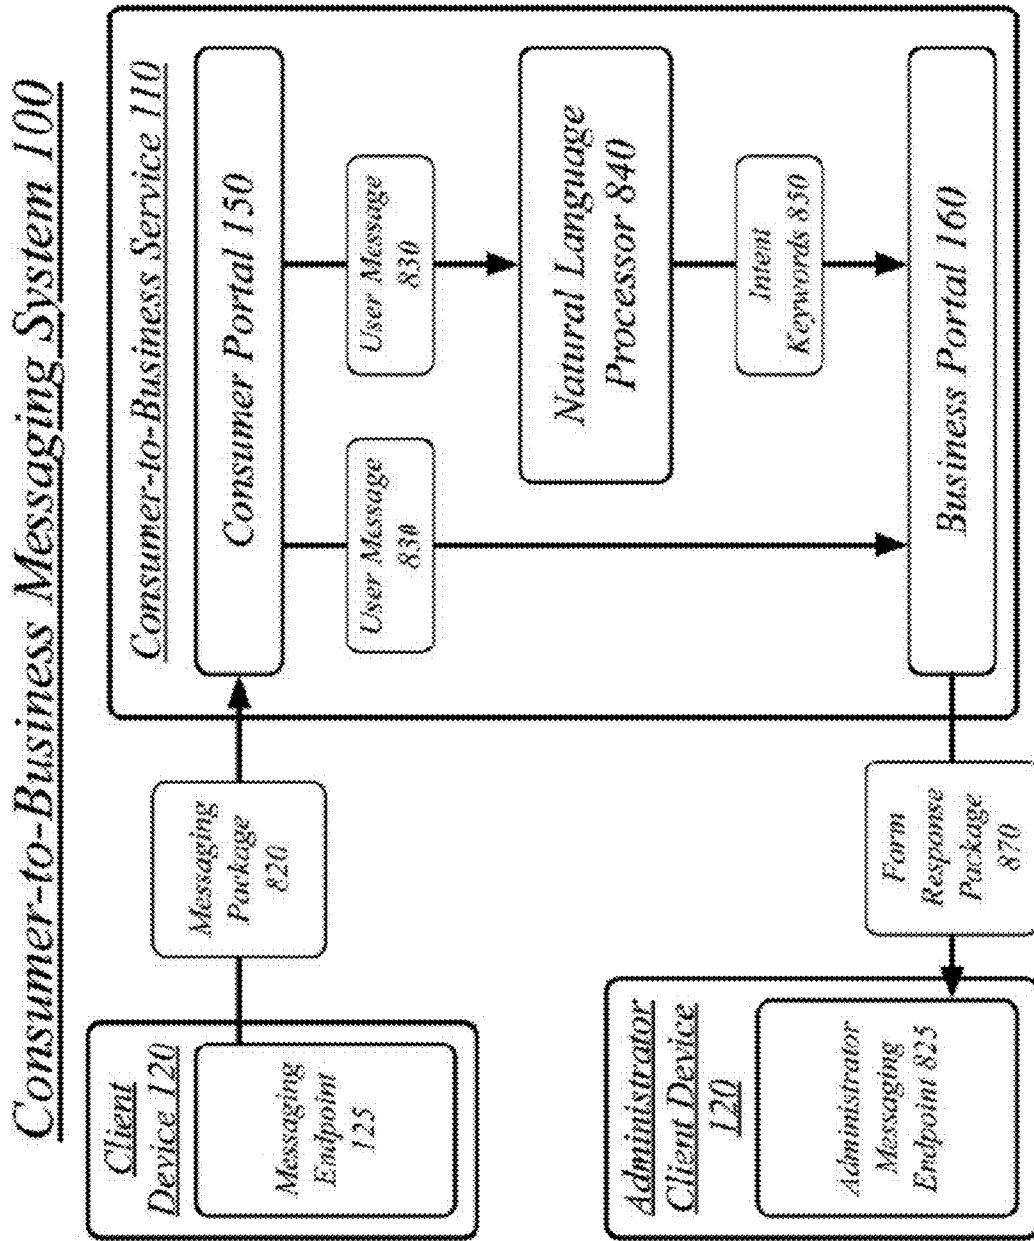 Consumer-to-Business Messaging System 100
Client
Device 120
Messaging
Endpoint
125
Messaging
Package
820
Consumer-to-Business Service 110
Consumer Portal 150
User Message
830
User Message
830
Natural Language
Processor 840
Intent
Keywords 850
Business Portal 160
Form
Response
Package
870
Administrator
Client Device
120
Administrator
Messaging
Endpoint 825